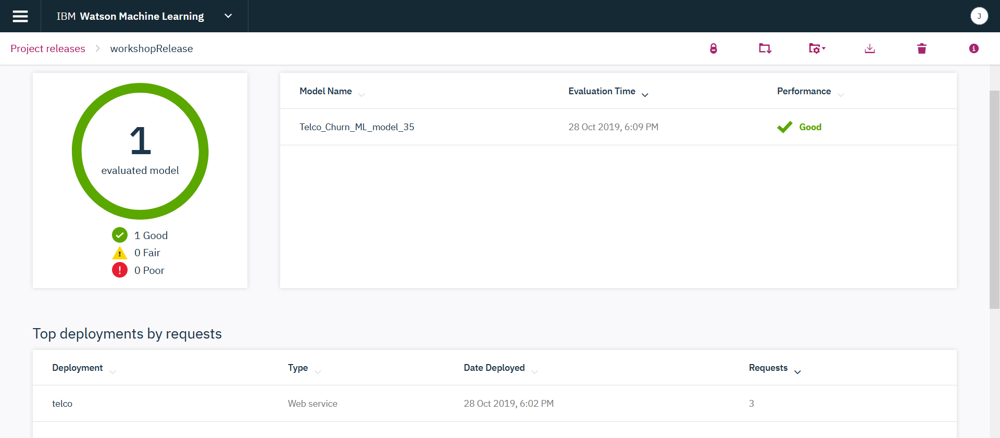 IBM Watson Machine Learning
J
Project releases > workshopRelease
1
evaluated model
1 Good
0 Fair
0 Poor
Model Name Evaluation Time Performance
Telco_Churn_ML_model_35 28 Oct 2019, 6:09 PM Good
Top deployments by requests
Deployment Type Date Deployed Requests
telco Web service 28 Oct 2019, 6:02 PM 3